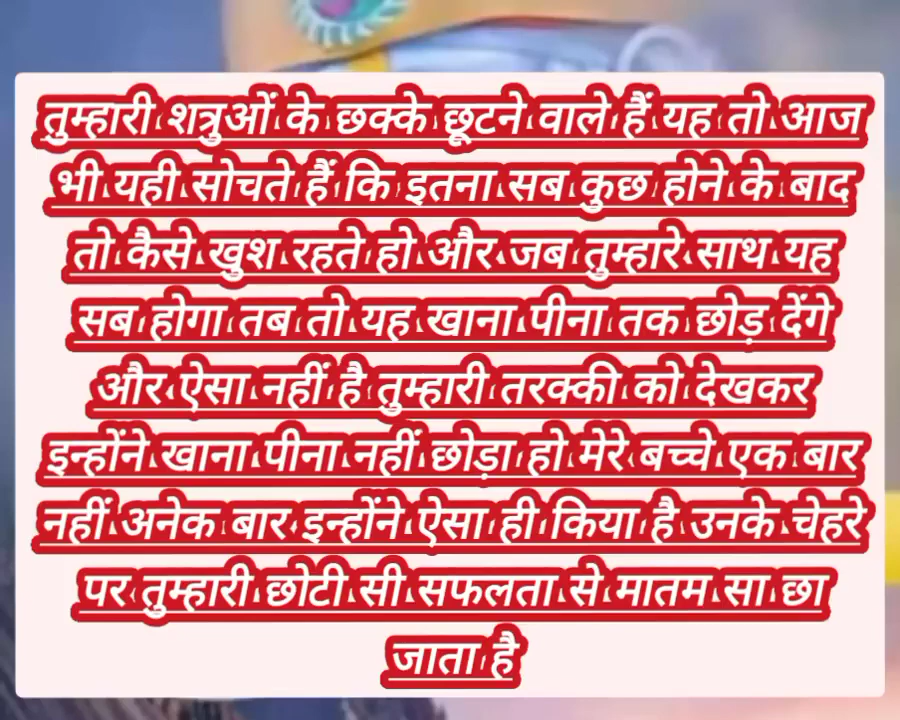 तुम्हारी शत्रुओं के छक्के छूटने वाले हैं यह तो आज
भी यही सोचते हैं कि इतना सब कुछ होने के बाद
तो कैसे खुश रहते हो और जब तुम्हारे साथ यह
सब होगा तब तो यह खाना पीना तक छोड़ देंगे
और ऐसा नहीं है तुम्हारी तरक्की को देखकर
इन्होंने खाना पीना नहीं छोड़ा हो मेरे बच्चे एक बार
नहीं अनेक बार इन्होंने ऐसा ही किया है उनके चेहरे
पर तुम्हारी छोटी सी सफलता से मातम सा छा
जाता है